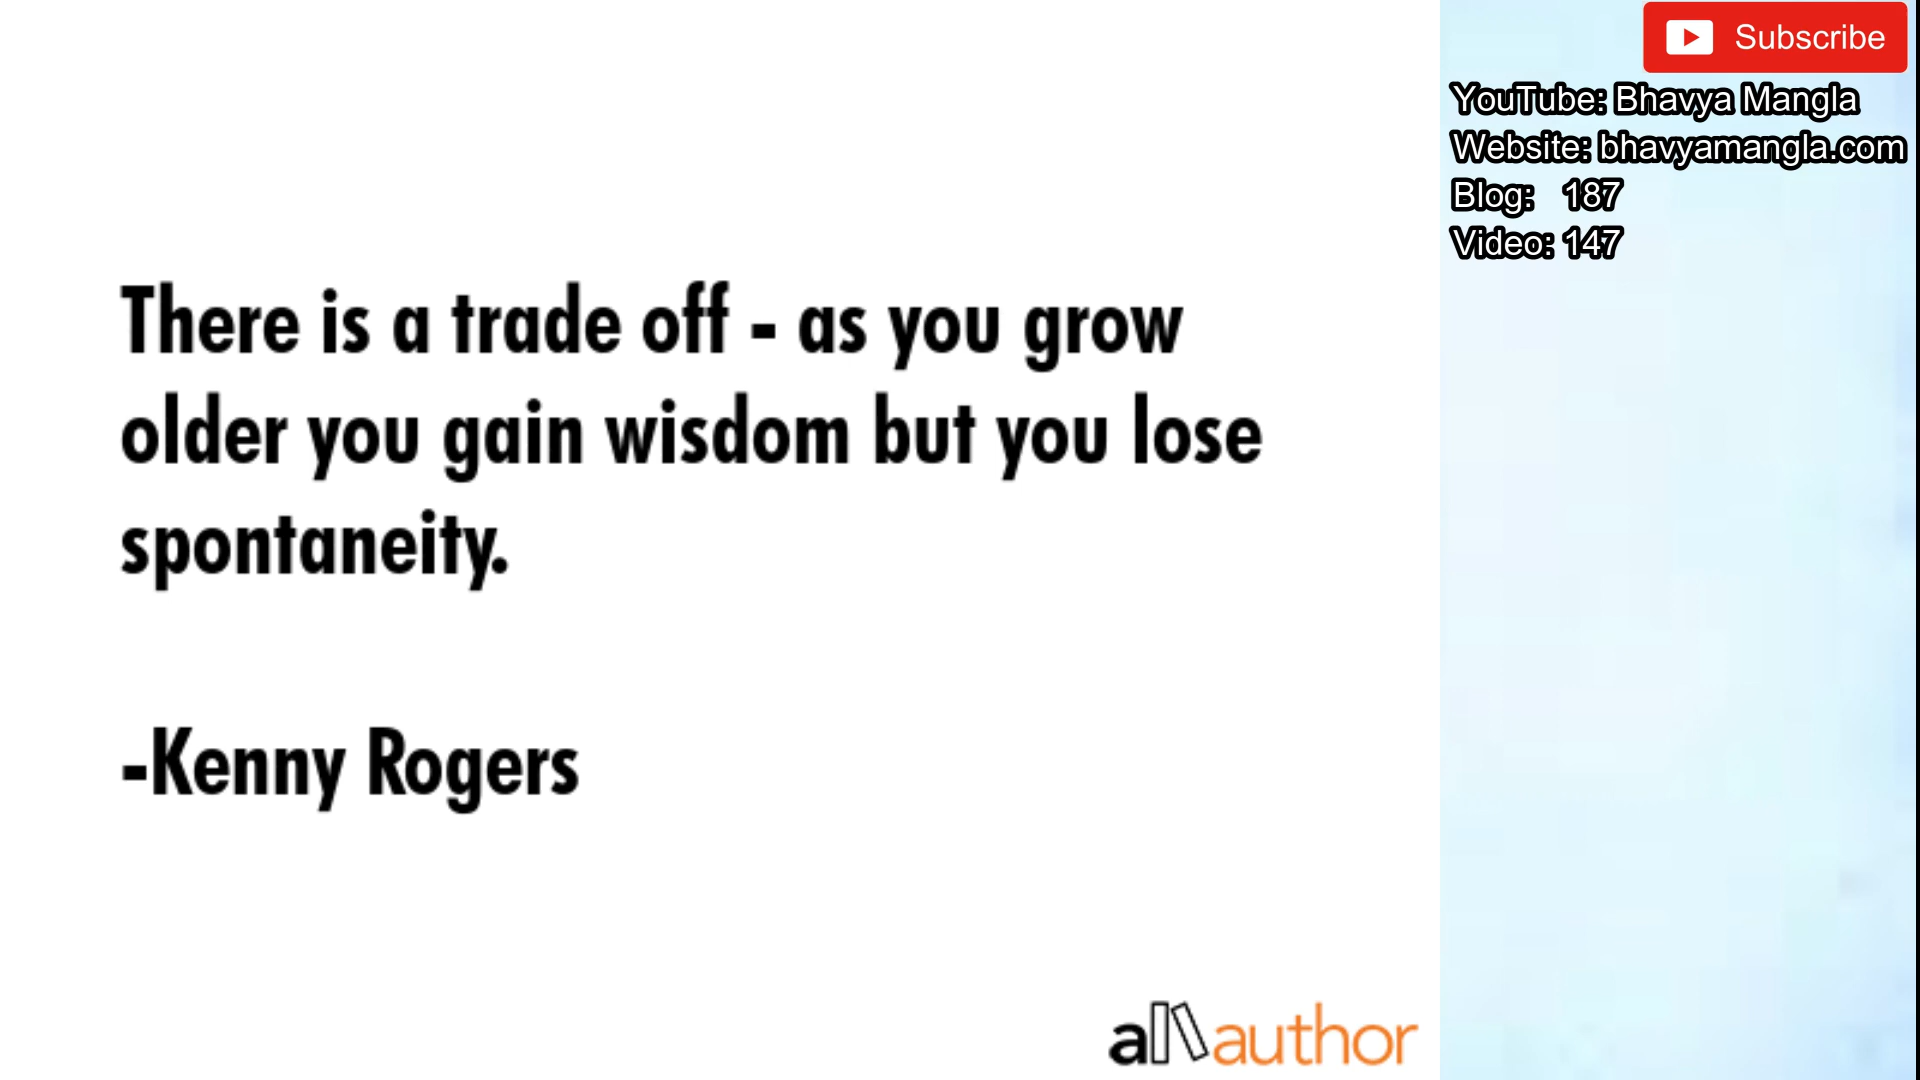 There is a trade off - as you grow
older you gain wisdom but you lose
spontaneity.
-Kenny Rogers
allauthor
Subscribe
YouTube: Bhavya Mangla
Website: bhavyamangla.com
Blog: 187
Video: 147